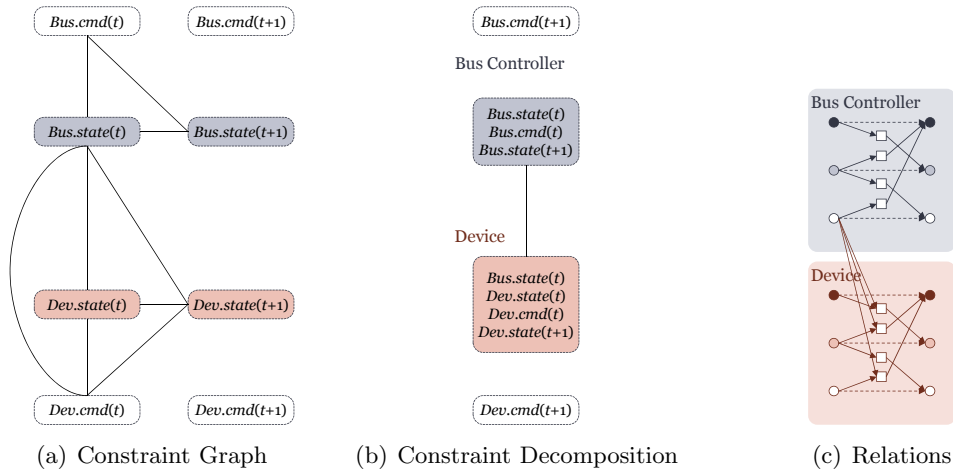 Bus.cmd(t)
Bus.cmd(t+1)
Bus.state(t)
Bus.state(t+1)
Dev.state(t)
Dev.state(t+1)
Dev.cmd(t)
Dev.cmd(t+1)
(a) Constraint Graph
Bus.cmd(t+1)
Bus Controller
Bus.state(t)
Bus.cmd(t)
Bus.state(t+1)
Device
Bus.state(t)
Dev.state(t)
Dev.cmd(t)
Dev.state(t+1)
Dev.cmd(t+1)
(b) Constraint Decomposition
Bus Controller
Device
(c) Relations